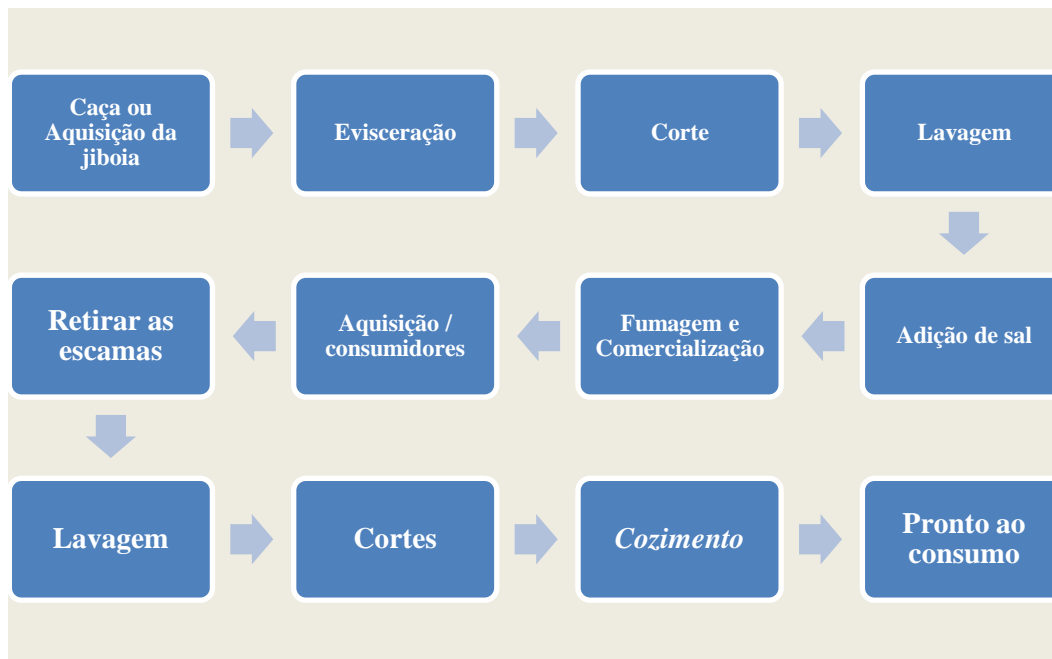 Caça ou
Aquisição da
jiboia
Evisceração
Corte
Lavagem
Adição de sal
Fumagem e
Comercialização
Aquisição /
consumidores
Retirar as
escamas
Lavagem
Cortes
Cozimento
Pronto ao
consumo